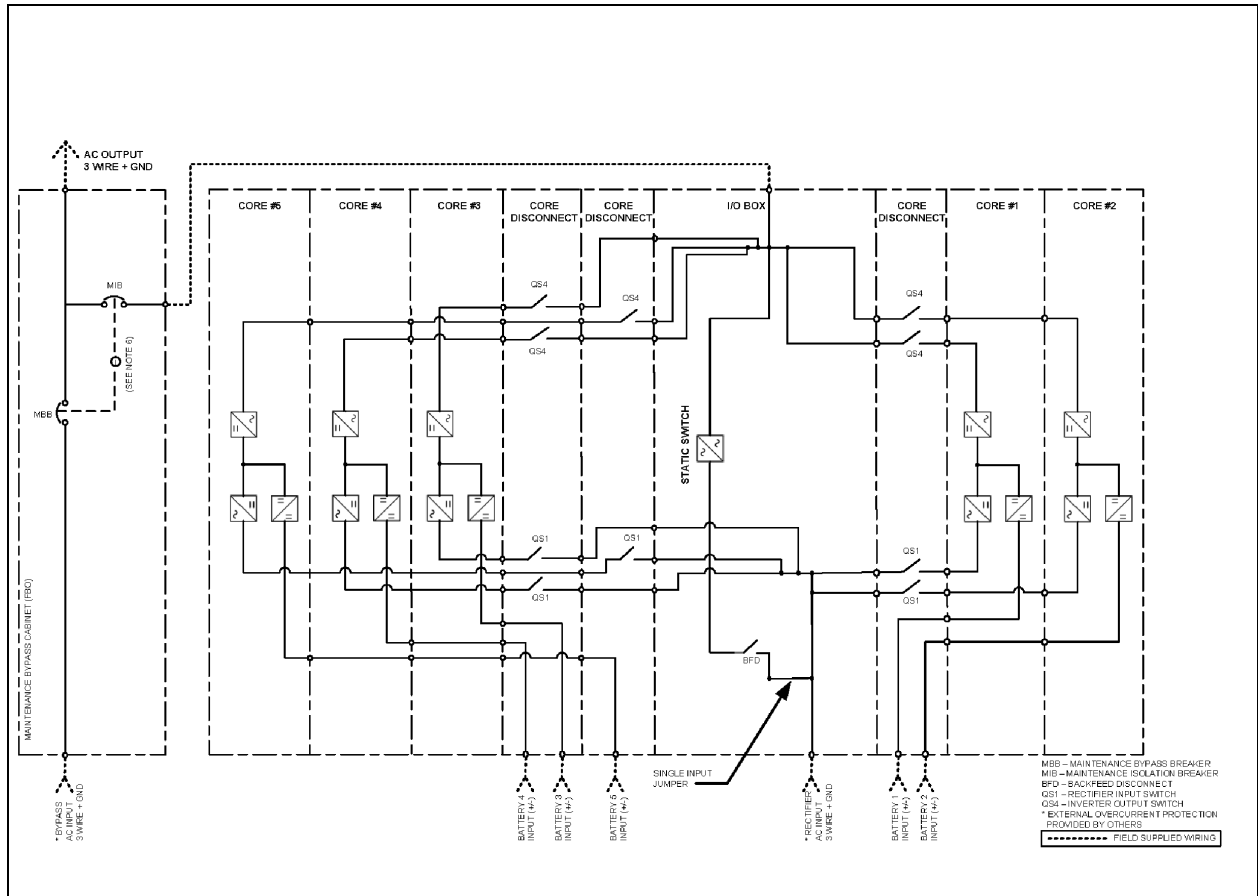 AC OUTPUT
3 WIRE + GND
CORE #5
CORE #4
CORE #3
CORE
DISCONNECT
CORE
DISCONNECT
I/O BOX
CORE
DISCONNECT
CORE #1
CORE #2
MIB
(SEE NOTE 6)
MBB
QS4
QS4
QS4
QS4
QS4
STATIC SWITCH
QS1
QS1
QS1
QS1
QS1
BFD
MAINTENANCE BYPASS CABINET (FBO)
SINGLE INPUT
JUMPER
* BYPASS
AC INPUT
3 WIRE + GND
BATTERY 4
INPUT (+/-)
BATTERY 3
INPUT (+/-)
BATTERY 5
INPUT (+/-)
* RECTIFIER
AC INPUT
3 WIRE + GND
BATTERY 1
INPUT (+/-)
BATTERY 2
INPUT (+/-)
MBB – MAINTENANCE BYPASS BREAKER
MIB – MAINTENANCE ISOLATION BREAKER
BFD – BACKFEED DISCONNECT
QS1 – RECTIFIER INPUT SWITCH
QS4 – INVERTER OUTPUT SWITCH
* EXTERNAL OVERCURRENT PROTECTION
PROVIDED BY OTHERS
FIELD SUPPLIED WIRING